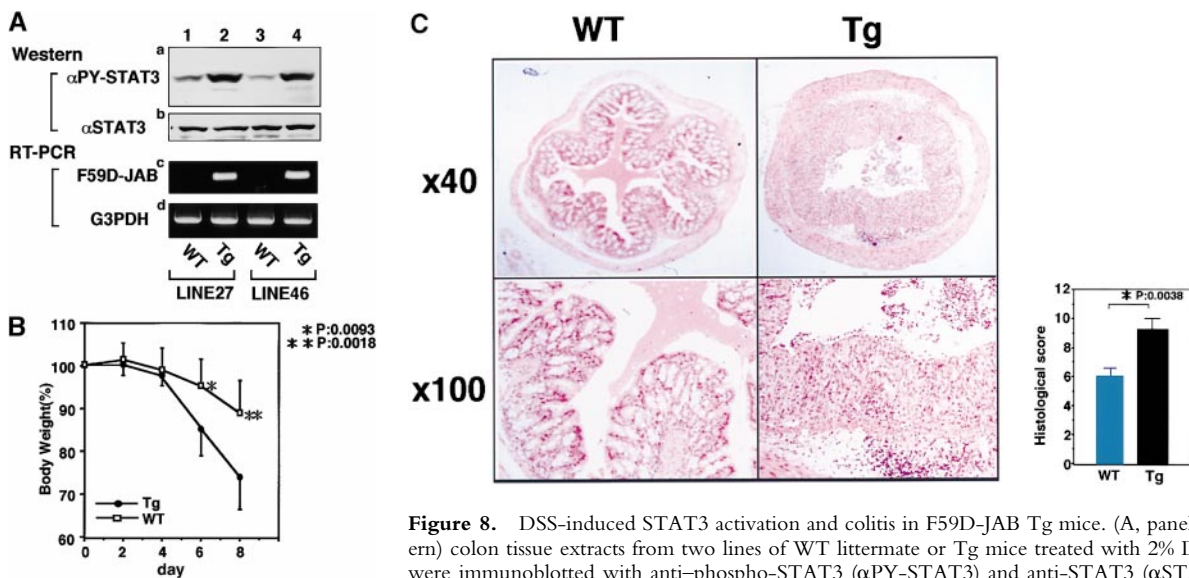 A
1 2 3 4
Western
a
αPY-STAT3
b
αSTAT3
RT-PCR
c
F59D-JAB
d
G3PDH
WT Tg WT Tg
LINE27 LINE46
B
110
100
90
80
70
60
Body Weight(%)
* P:0.0093
** P:0.0018
*
**
Tg
WT
0 2 4 6 8
day
C
WT Tg
x40
x100
12
10
8
6
4
2
0
Histological score
* P:0.0038
WT Tg
Figure 8. DSS-induced STAT3 activation and colitis in F59D-JAB Tg mice. (A, panel
ern) colon tissue extracts from two lines of WT littermate or Tg mice treated with 2% D
were immunoblotted with anti–phospho-STAT3 (αPY-STAT3) and anti-STAT3 (αST